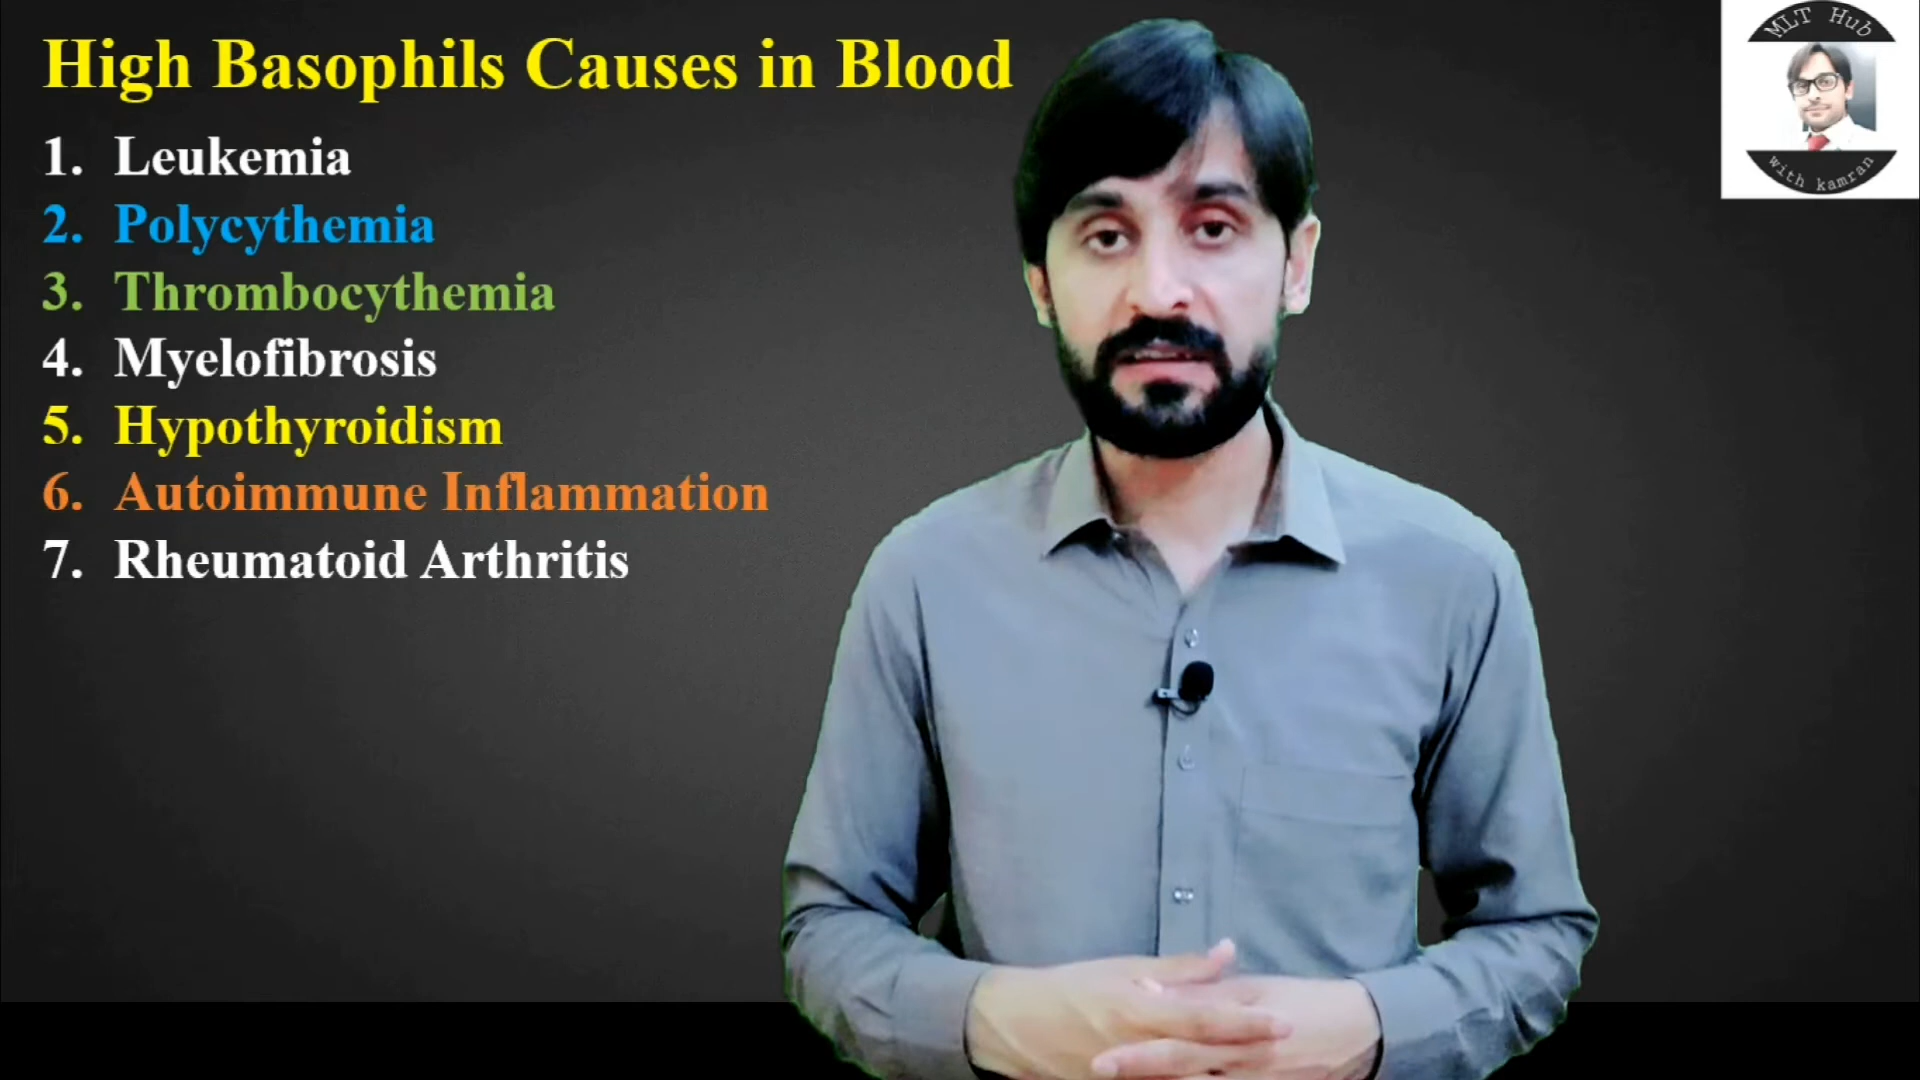 High Basophils Causes in Blood
1. Leukemia
2. Polycythemia
3. Thrombocythemia
4. Myelofibrosis
5. Hypothyroidism
6. Autoimmune Inflammation
7. Rheumatoid Arthritis
MLT Hub
with kamran